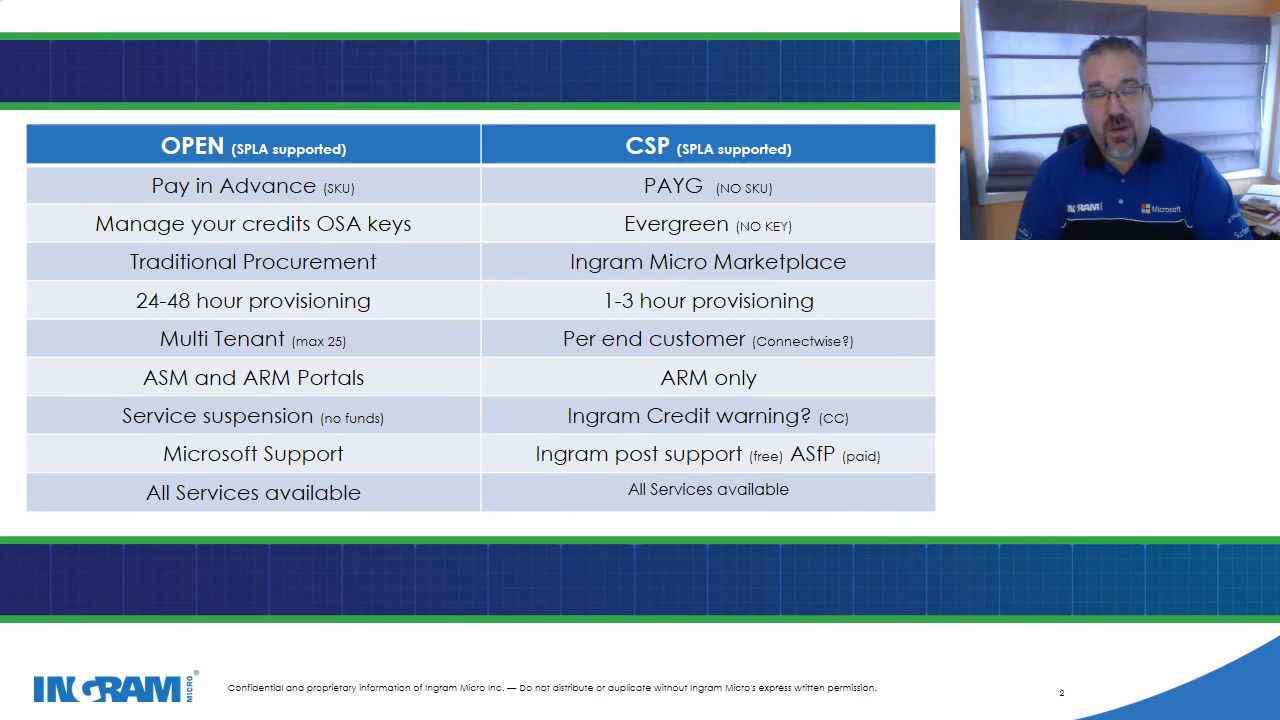 OPEN (SPLA supported) CSP (SPLA supported)
Pay in Advance (SKU) PAYG (NO SKU)
Manage your credits OSA keys Evergreen (NO KEY)
Traditional Procurement Ingram Micro Marketplace
24-48 hour provisioning 1-3 hour provisioning
Multi Tenant (max 25) Per end customer (Connectwise?)
ASM and ARM Portals ARM only
Service suspension (no funds) Ingram Credit warning? (CC)
Microsoft Support Ingram post support (free) ASfP (paid)
All Services available All Services available
INGRAM Microsoft
INGRAM MICRO ® Confidential and proprietary information of Ingram Micro Inc. — Do not distribute or duplicate without Ingram Micro's express written permission. 2